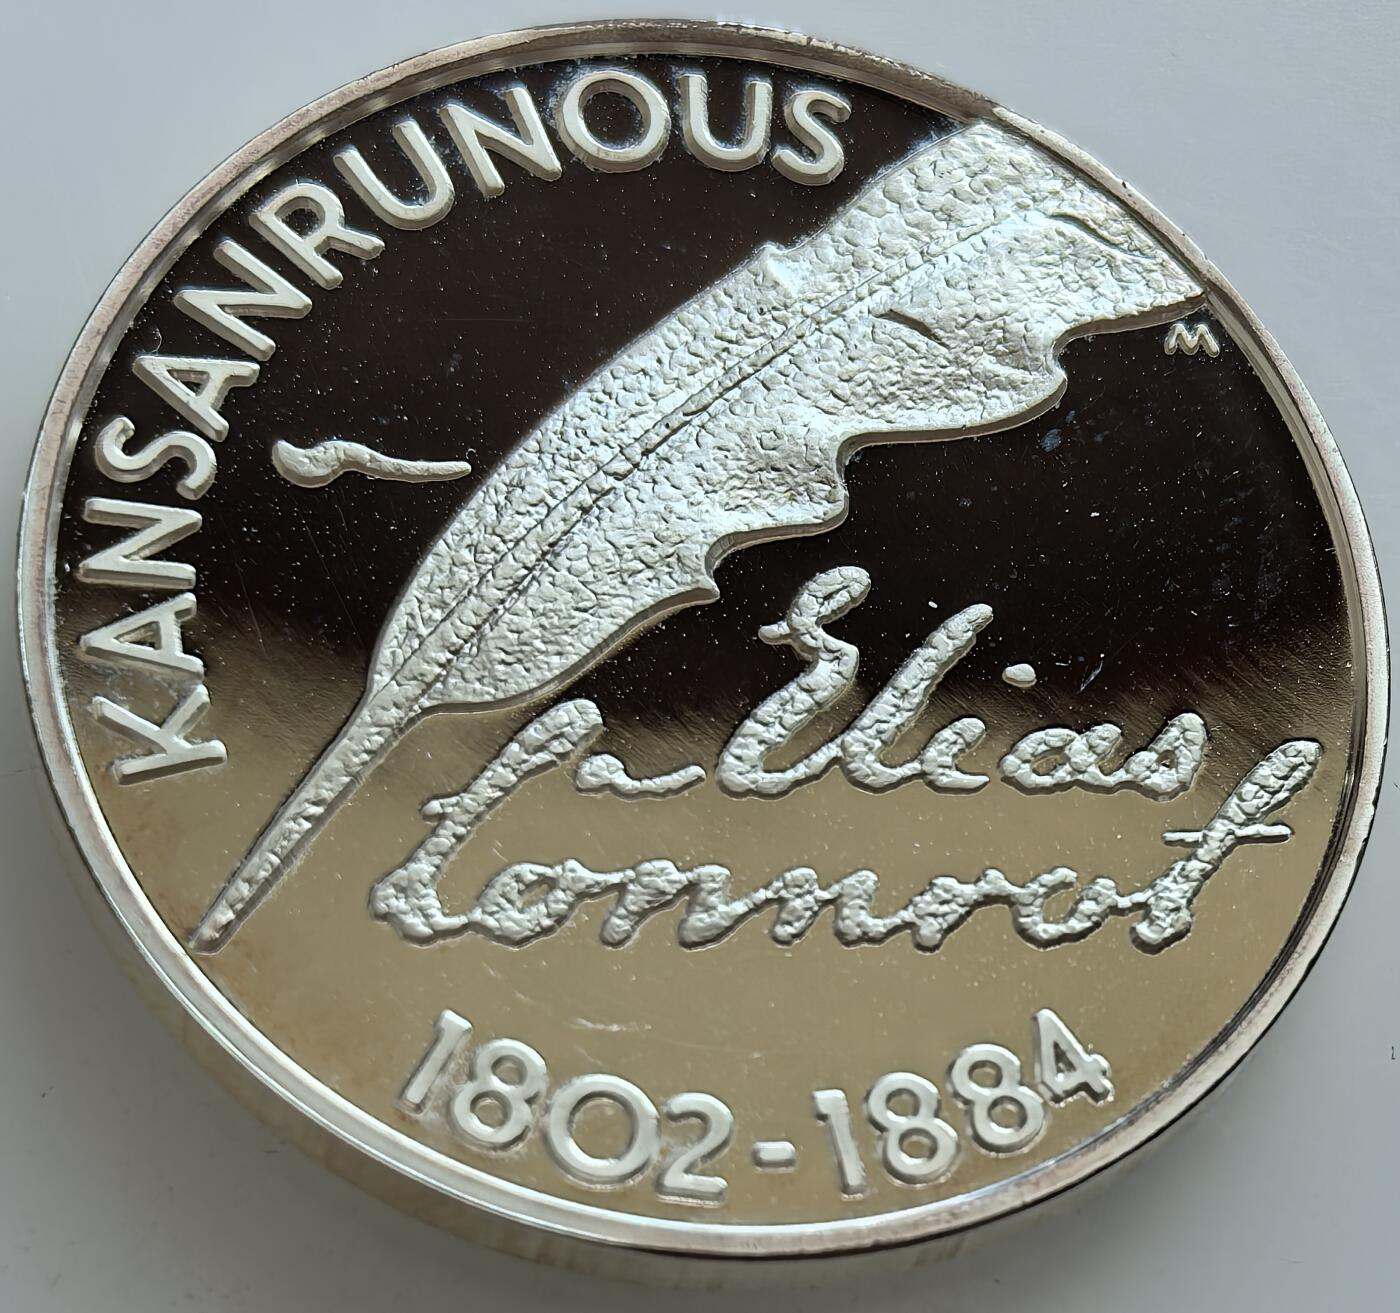 KANSANRUNOUS
M
Elias
Lönnrot
1802-1884